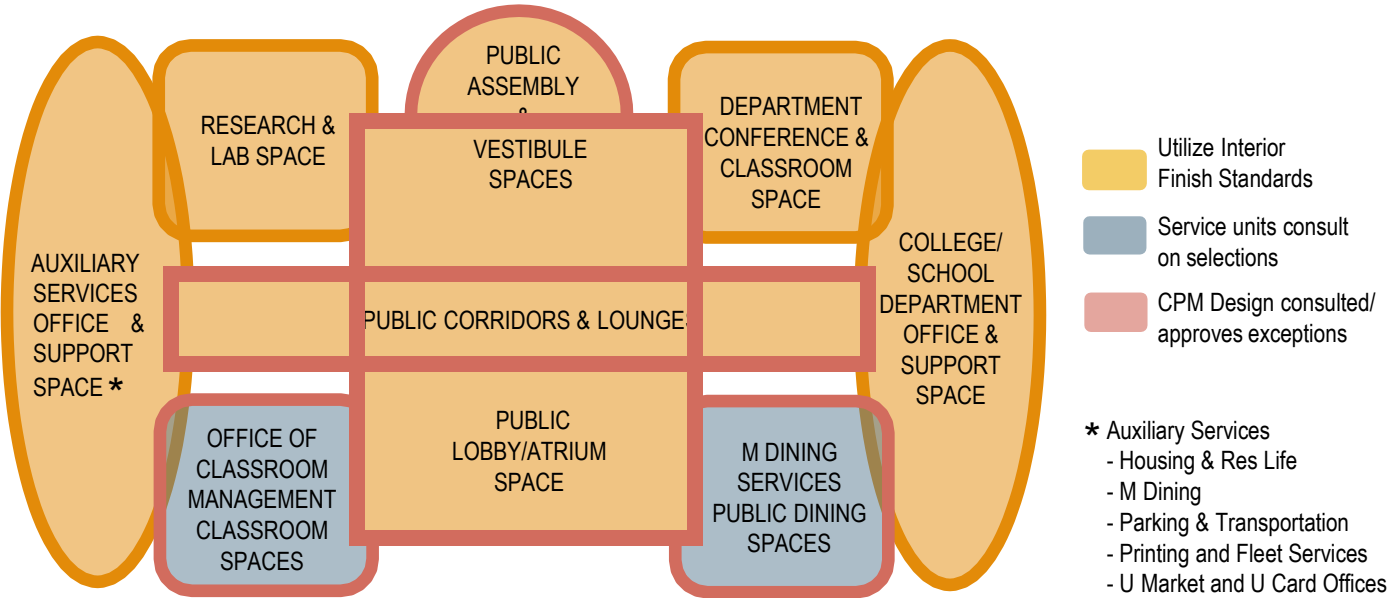 PUBLIC
ASSEMBLY
&
VESTIBULE
SPACES
RESEARCH &
LAB SPACE
DEPARTMENT
CONFERENCE &
CLASSROOM
SPACE
AUXILIARY
SERVICES
OFFICE &
SUPPORT
SPACE *
PUBLIC CORRIDORS & LOUNGES
COLLEGE/
SCHOOL
DEPARTMENT
OFFICE &
SUPPORT
SPACE
OFFICE OF
CLASSROOM
MANAGEMENT
CLASSROOM
SPACES
PUBLIC
LOBBY/ATRIUM
SPACE
M DINING
SERVICES
PUBLIC DINING
SPACES
Utilize Interior
Finish Standards
Service units consult
on selections
CPM Design consulted/
approves exceptions
* Auxiliary Services
- Housing & Res Life
- M Dining
- Parking & Transportation
- Printing and Fleet Services
- U Market and U Card Offices